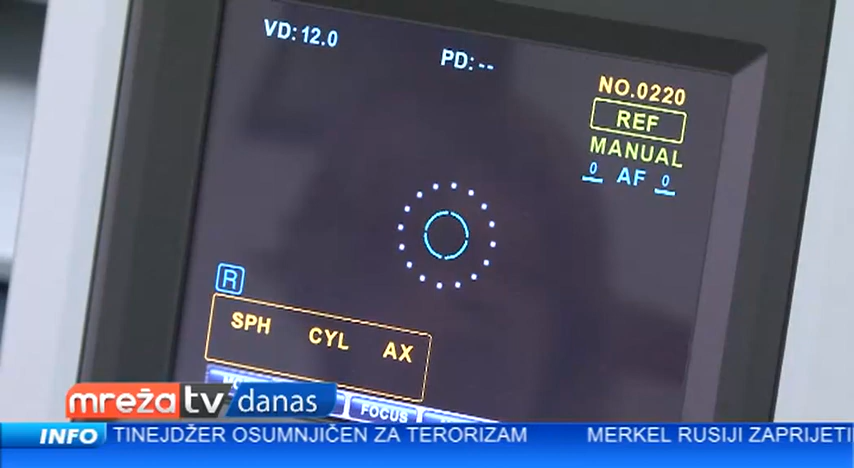 VD: 12.0
PD: --
NO.0220
REF
MANUAL
0 AF 0
R
SPH CYL AX
FOCUS
mreža tv danas
INFO TINEJDŽER OSUMNJIČEN ZA TERORIZAM MERKEL RUSIJI ZAPRIJETI